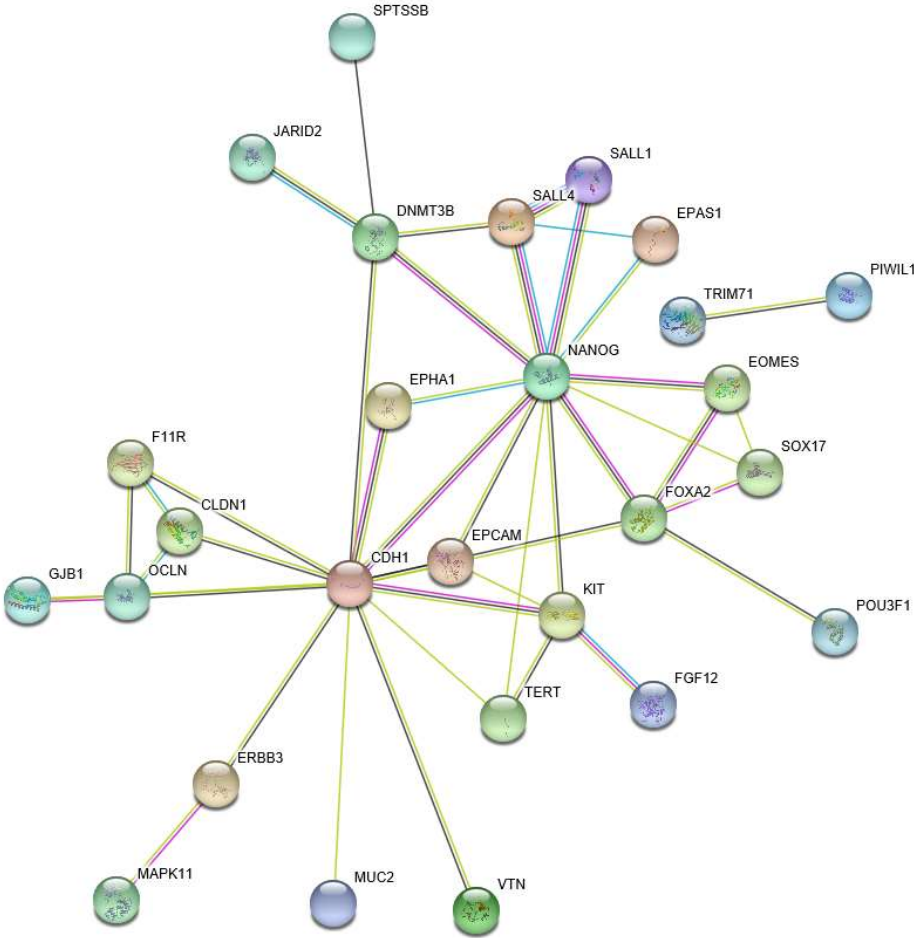 SPTSSB
JARID2
SALL1
SALL4
DNMT3B
EPAS1
PIWIL1
TRIM71
NANOG
EOMES
EPHA1
F11R
SOX17
FOXA2
CLDN1
EPCAM
CDH1
OCLN
GJB1
KIT
POU3F1
FGF12
TERT
ERBB3
MAPK11
MUC2
VTN